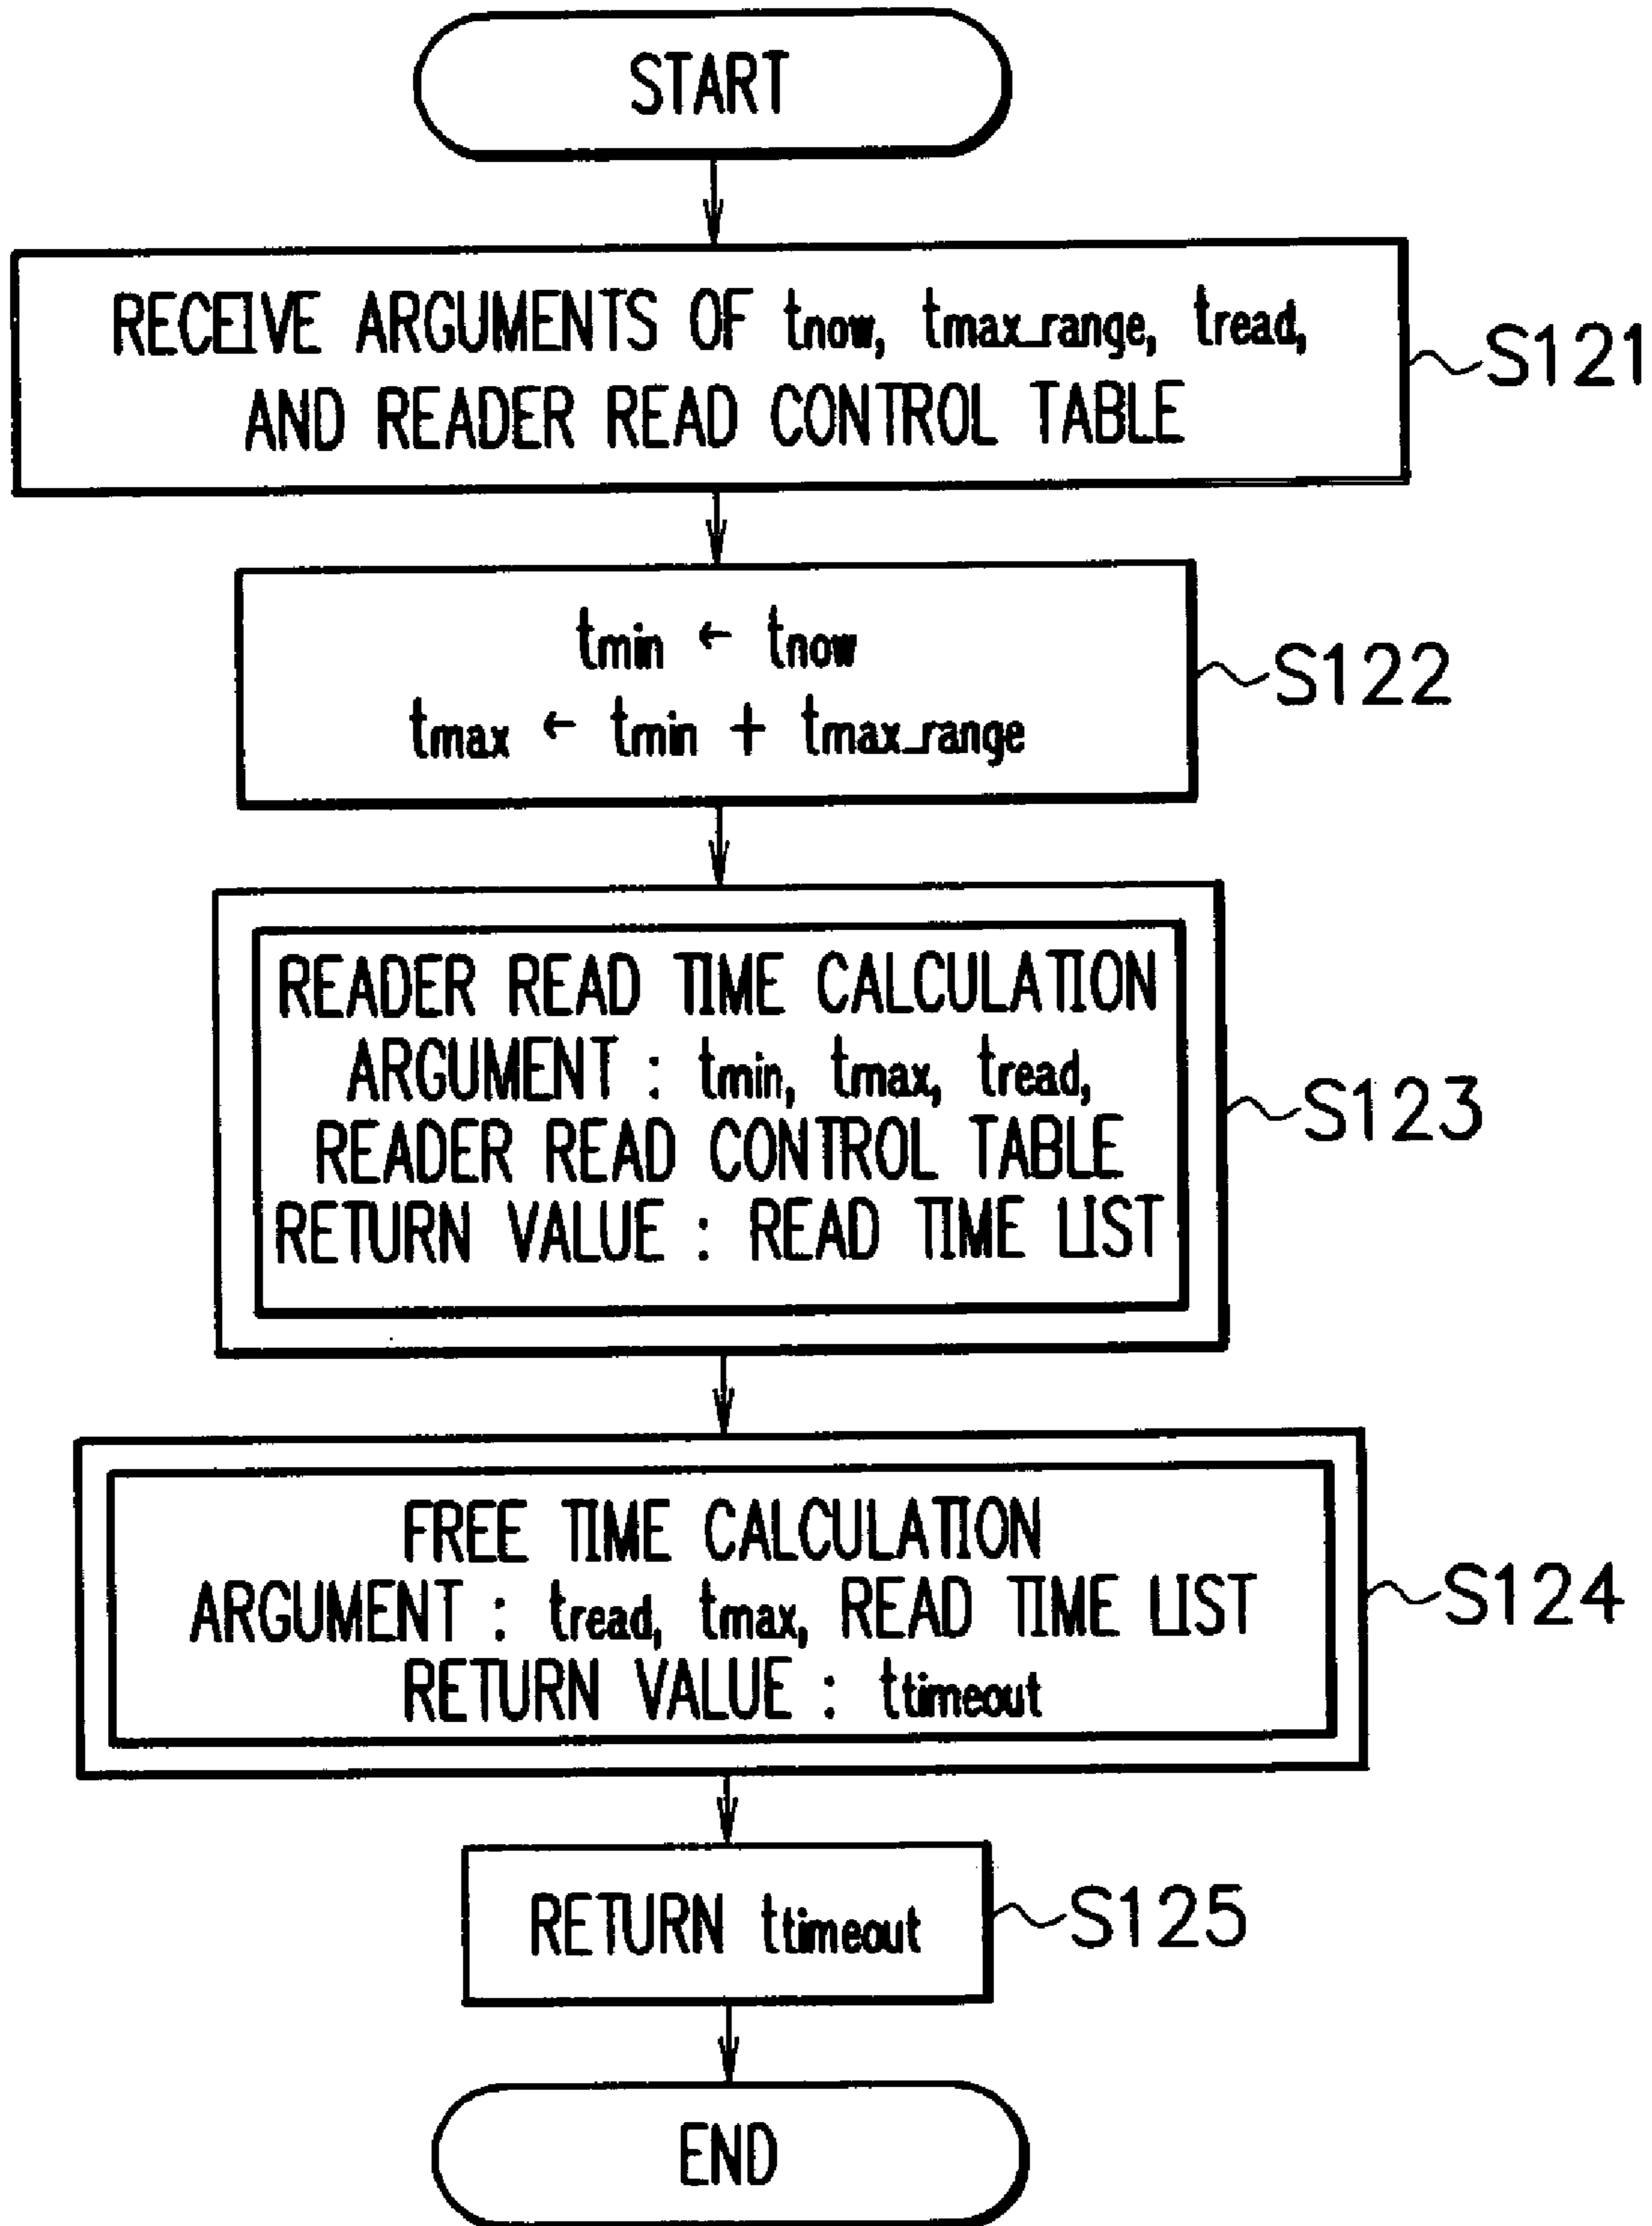 START
RECEIVE ARGUMENTS OF tnow, tmax_range, tread,
AND READER READ CONTROL TABLE
S121
tmin ← tnow
tmax ← tmin + tmax_range
S122
READER READ TIME CALCULATION
ARGUMENT : tmin, tmax, tread,
READER READ CONTROL TABLE
RETURN VALUE : READ TIME LIST
S123
FREE TIME CALCULATION
ARGUMENT : tread, tmax, READ TIME LIST
RETURN VALUE : ttimeout
S124
RETURN ttimeout
S125
END